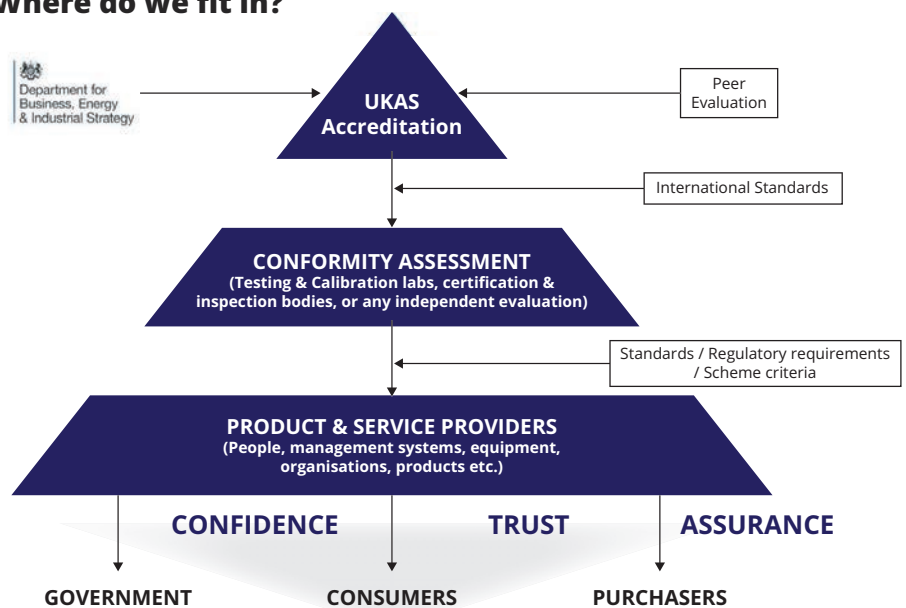 Where do we fit in?
Department for
Business, Energy
& Industrial Strategy
UKAS
Accreditation
Peer
Evaluation
International Standards
CONFORMITY ASSESSMENT
(Testing & Calibration labs, certification &
inspection bodies, or any independent evaluation)
Standards / Regulatory requirements
/ Scheme criteria
PRODUCT & SERVICE PROVIDERS
(People, management systems, equipment,
organisations, products etc.)
CONFIDENCE
TRUST
ASSURANCE
GOVERNMENT
CONSUMERS
PURCHASERS